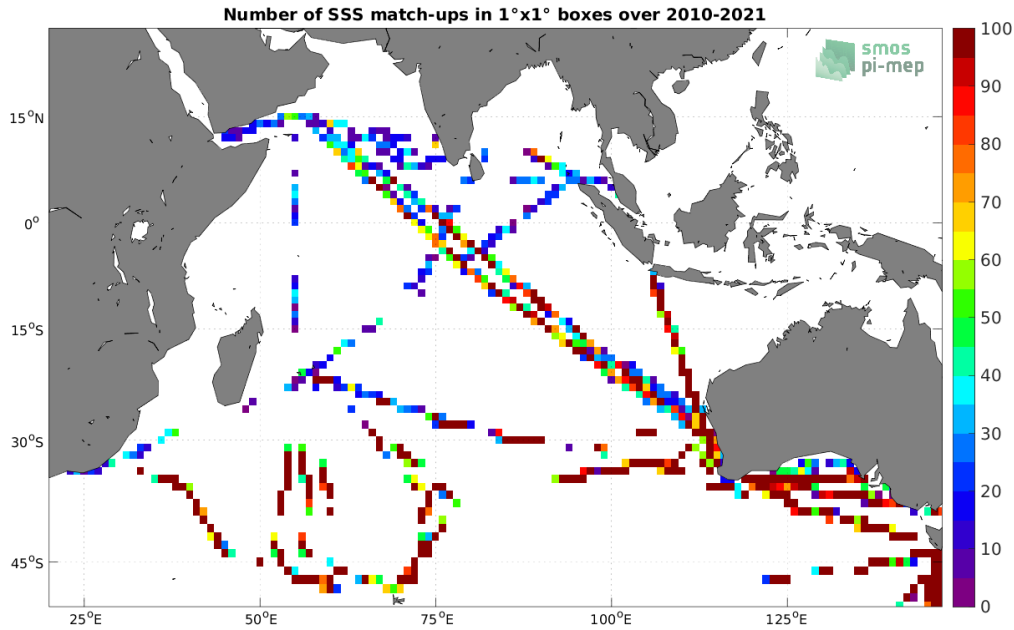 Number of SSS match-ups in 1°x1° boxes over 2010-2021
smos
pi-mep
100
90
80
70
60
50
40
30
20
10
0
15°N
0°
15°S
30°S
45°S
25°E
50°E
75°E
100°E
125°E